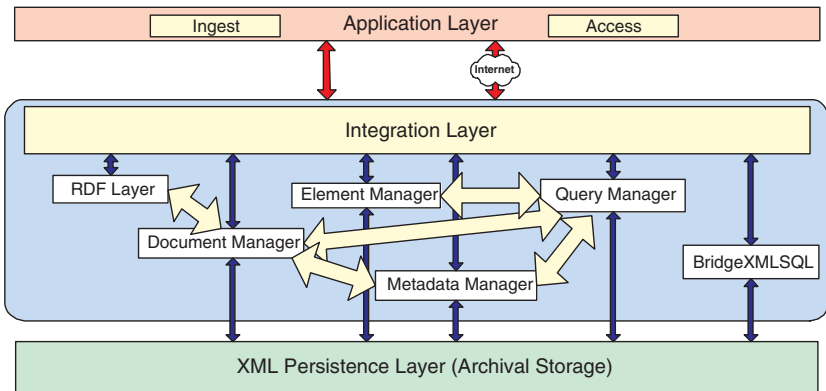 Application Layer
Ingest
Access
Internet
Integration Layer
RDF Layer
Element Manager
Query Manager
Document Manager
BridgeXMLSQL
Metadata Manager
XML Persistence Layer (Archival Storage)